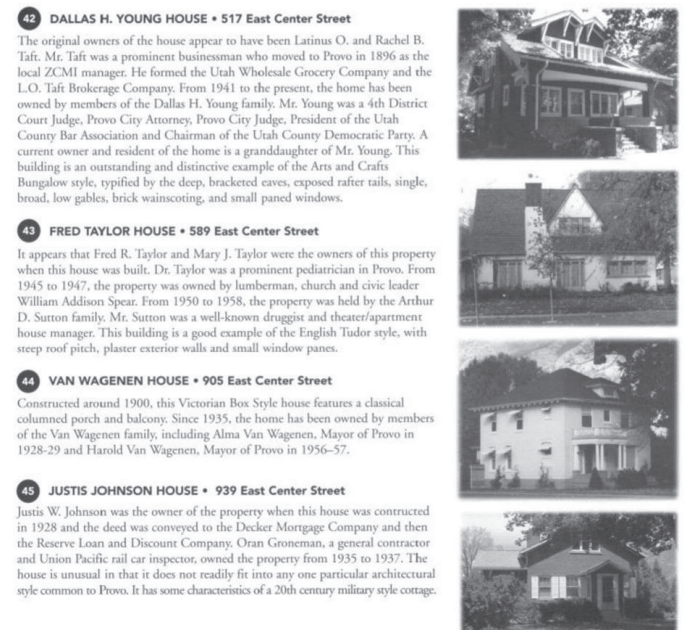 42 DALLAS H. YOUNG HOUSE • 517 East Center Street
The original owners of the house appear to have been Latinus O. and Rachel B.
Taft. Mr. Taft was a prominent businessman who moved to Provo in 1896 as the
local ZCMI manager. He formed the Utah Wholesale Grocery Company and the
L.O. Taft Brokerage Company. From 1941 to the present, the home has been
owned by members of the Dallas H. Young family. Mr. Young was a 4th District
Court Judge, Provo City Attorney, Provo City Judge, President of the Utah
County Bar Association and Chairman of the Utah County Democratic Party. A
current owner and resident of the home is a granddaughter of Mr. Young. This
building is an outstanding and distinctive example of the Arts and Crafts
Bungalow style, typified by the deep, bracketed eaves, exposed rafter tails, single,
broad, low gables, brick wainscoting, and small paned windows.
43 FRED TAYLOR HOUSE • 589 East Center Street
It appears that Fred R. Taylor and Mary J. Taylor were the owners of this property
when this house was built. Dr. Taylor was a prominent pediatrician in Provo. From
1945 to 1947, the property was owned by lumberman, church and civic leader
William Addison Spear. From 1950 to 1958, the property was held by the Arthur
D. Sutton family. Mr. Sutton was a well-known druggist and theater/apartment
house manager. This building is a good example of the English Tudor style, with
steep roof pitch, plaster exterior walls and small window panes.
44 VAN WAGENEN HOUSE • 905 East Center Street
Constructed around 1900, this Victorian Box Style house features a classical
columned porch and balcony. Since 1935, the home has been owned by members
of the Van Wagenen family, including Alma Van Wagenen, Mayor of Provo in
1928-29 and Harold Van Wagenen, Mayor of Provo in 1956–57.
45 JUSTIS JOHNSON HOUSE • 939 East Center Street
Justis W. Johnson was the owner of the property when this house was contructed
in 1928 and the deed was conveyed to the Decker Mortgage Company and then
the Reserve Loan and Discount Company. Oran Groneman, a general contractor
and Union Pacific rail car inspector, owned the property from 1935 to 1937. The
house is unusual in that it does not readily fit into any one particular architectural
style common to Provo. It has some characteristics of a 20th century military style cottage.